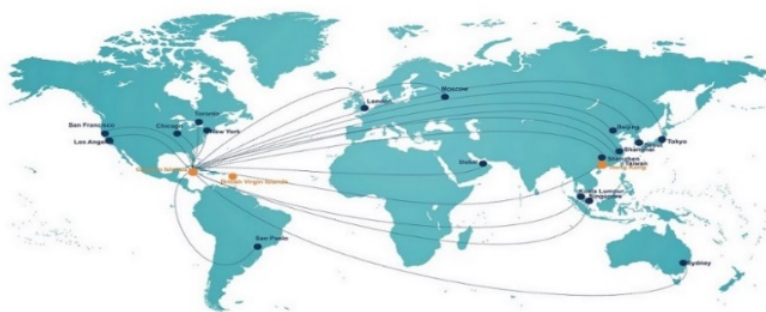 Moscow
London
Toronto
San Francisco
Chicago
New York
Los Angeles
Beijing
Tokyo
Shanghai
Dubai
Shenzhen
Taiwan
Hong Kong
British Virgin Islands
Kuala Lumpur
Singapore
Sao Paulo
Sydney